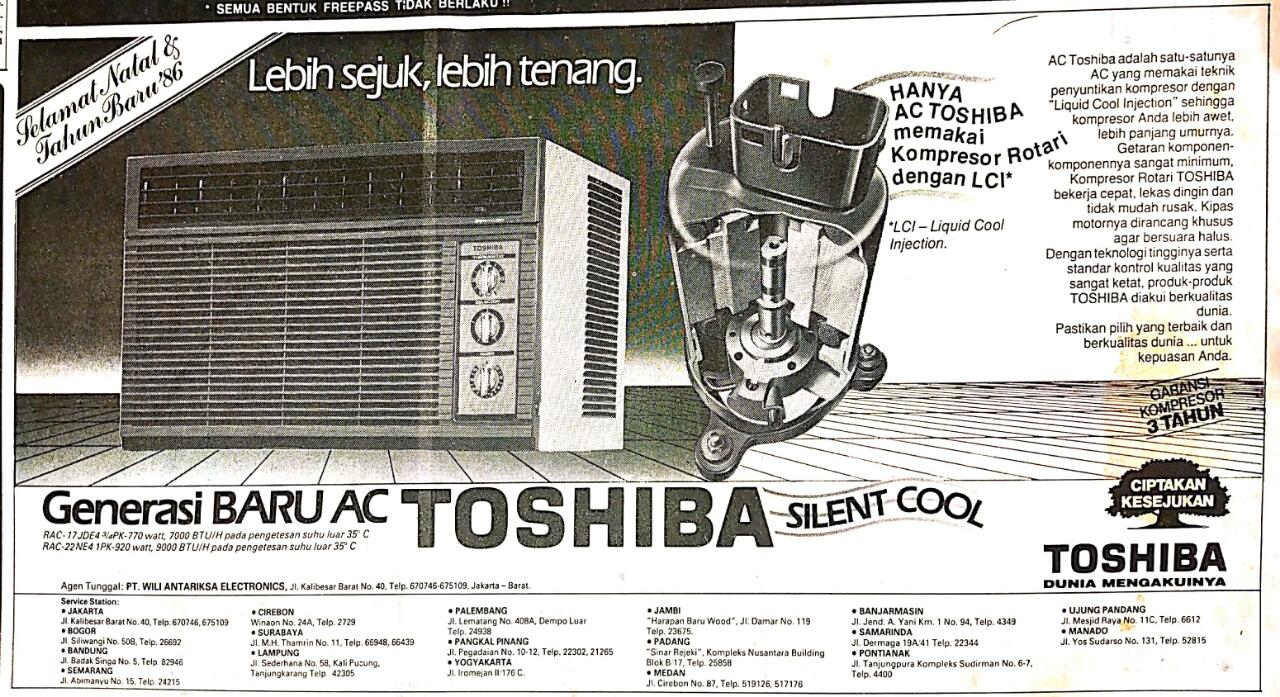 * SEMUA BENTUK FREEPASS TIDAK BERLAKU !!
Selamat Natal &
Tahun Baru '86
Lebih sejuk, lebih tenang.
TOSHIBA
HANYA
AC TOSHIBA
memakai
Kompresor Rotari
dengan LCI*
*LCI – Liquid Cool
Injection.
AC Toshiba adalah satu-satunya
AC yang memakai teknik
penyuntikan kompresor dengan
"Liquid Cool Injection" sehingga
kompresor Anda lebih awet,
lebih panjang umurnya.
Getaran komponen-
komponennya sangat minimum,
Kompresor Rotari TOSHIBA
bekerja cepat, lekas dingin dan
tidak mudah rusak. Kipas
motornya dirancang khusus
agar bersuara halus.
Dengan teknologi tingginya serta
standar kontrol kualitas yang
sangat ketat, produk-produk
TOSHIBA diakui berkualitas
dunia.
Pastikan pilih yang terbaik dan
berkualitas dunia ... untuk
kepuasan Anda.
GARANSI
KOMPRESOR
3 TAHUN
Generasi BARU AC TOSHIBA SILENT COOL
RAC-17JDE4 ¾PK-770 watt, 7000 BTU/H pada pengetesan suhu luar 35° C
RAC-22NE4 1PK-920 watt, 9000 BTU/H pada pengetesan suhu luar 35° C
CIPTAKAN
KESEJUKAN
TOSHIBA
DUNIA MENGAKUINYA
Agen Tunggal: PT. WILI ANTARIKSA ELECTRONICS, Jl. Kalibesar Barat No. 40, Telp. 670746-675109, Jakarta – Barat.
Service Station:
• JAKARTA
Jl. Kalibesar Barat No. 40, Telp. 670746, 675109
• BOGOR
Jl. Siliwangi No. 50B, Telp. 26692
• BANDUNG
Jl. Badak Singa No. 5, Telp. 82946
• SEMARANG
Jl. Abimanyu No. 15, Telp. 24215
• CIREBON
Winaon No. 24A, Telp. 2729
• SURABAYA
Jl. M.H. Thamrin No. 11, Telp. 66948, 66439
• LAMPUNG
Jl. Sederhana No. 58, Kali Pucung,
Tanjungkarang Telp. 42305
• PALEMBANG
Jl. Lematang No. 408A, Dempo Luar
Telp. 24938
• PANGKAL PINANG
Jl. Pegadaian No. 10-12, Telp. 22302, 21265
• YOGYAKARTA
Jl. Iromejan II/176 C.
• JAMBI
"Harapan Baru Wood", Jl. Damar No. 119
Telp. 23675.
• PADANG
"Sinar Rejeki", Kompleks Nusantara Building
Blok B/17, Telp. 25858
• MEDAN
Jl. Cirebon No. 87, Telp. 519126, 517176
• BANJARMASIN
Jl. Jend. A. Yani Km. 1 No. 94, Telp. 4349
• SAMARINDA
Jl. Dermaga 19A/41 Telp. 22344
• PONTIANAK
Jl. Tanjungpura Kompleks Sudirman No. 6-7,
Telp. 4400
• UJUNG PANDANG
Jl. Mesjid Raya No. 11C, Telp. 6612
• MANADO
Jl. Yos Sudarso No. 131, Telp. 52815